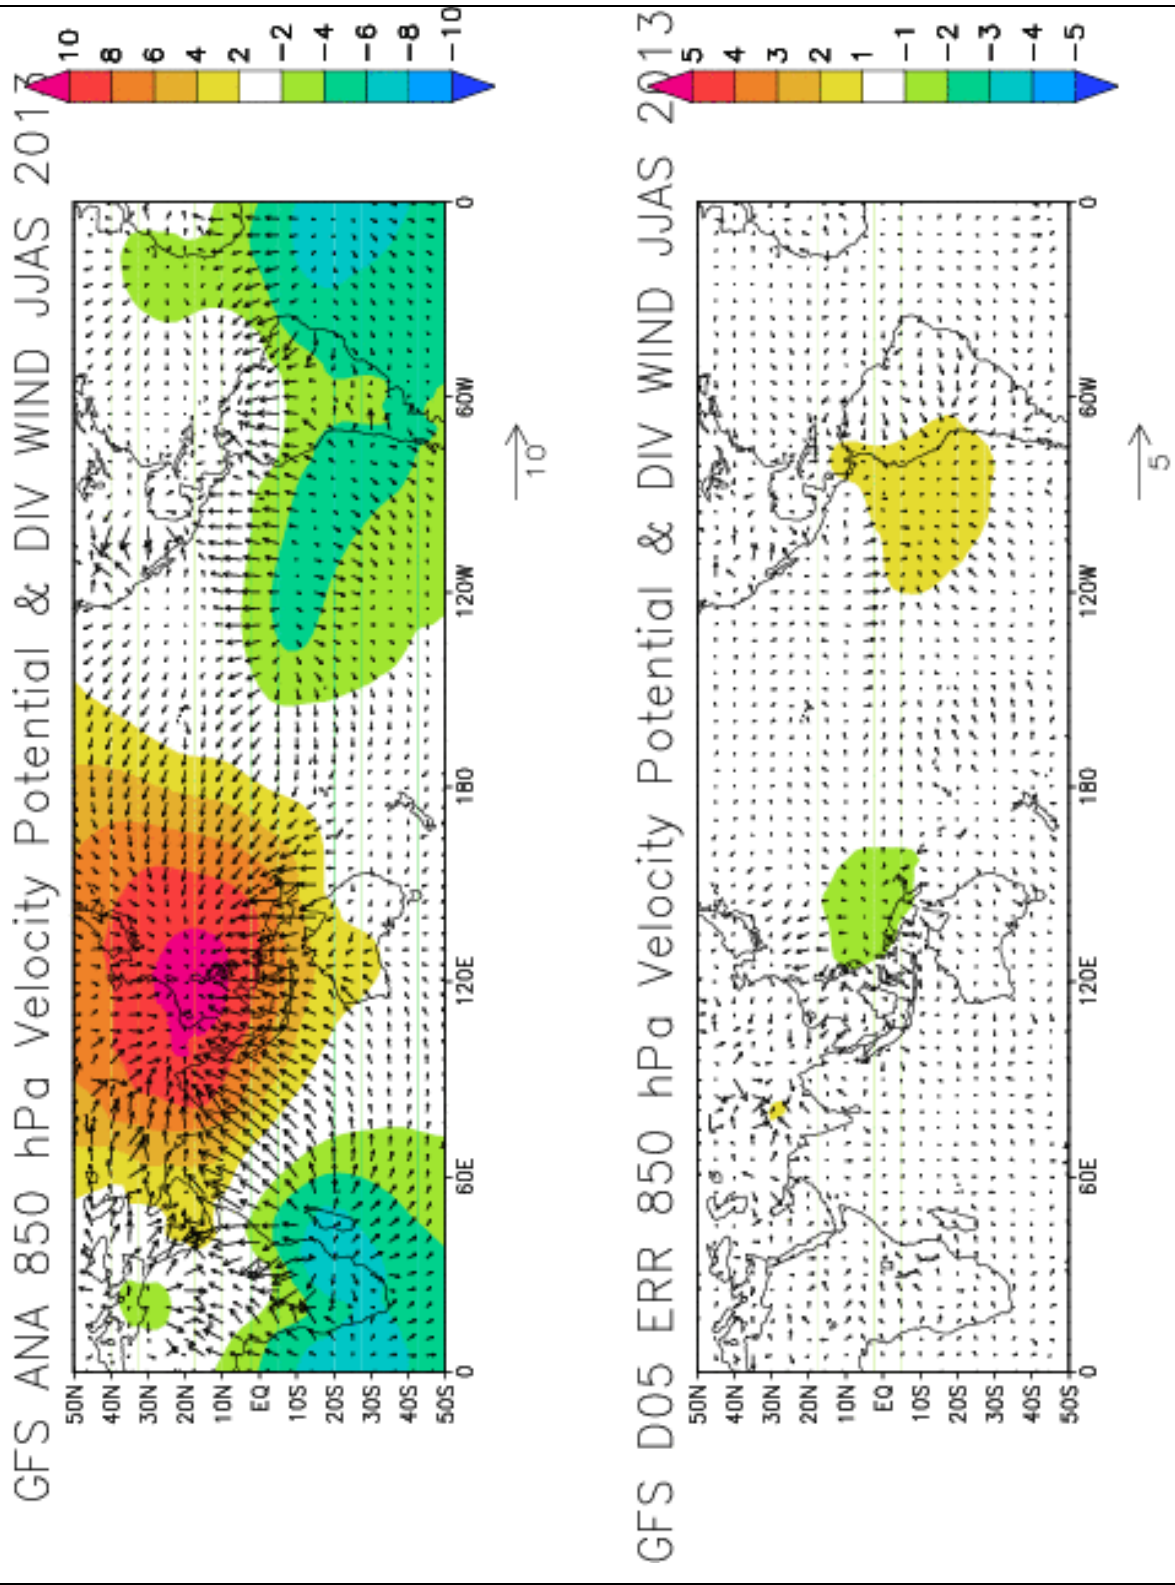 GFS ANA 850 hPa Velocity Potential & DIV WIND JJAS 2013
50N
40N
30N
20N
10N
EQ
10S
20S
30S
40S
50S
0
60E
120E
180
120W
60W
0
10
10
8
6
4
2
-2
-4
-6
-8
-10
GFS D05 ERR 850 hPa Velocity Potential & DIV WIND JJAS 2013
50N
40N
30N
20N
10N
EQ
10S
20S
30S
40S
50S
0
60E
120E
180
120W
60W
0
5
5
4
3
2
1
-1
-2
-3
-4
-5